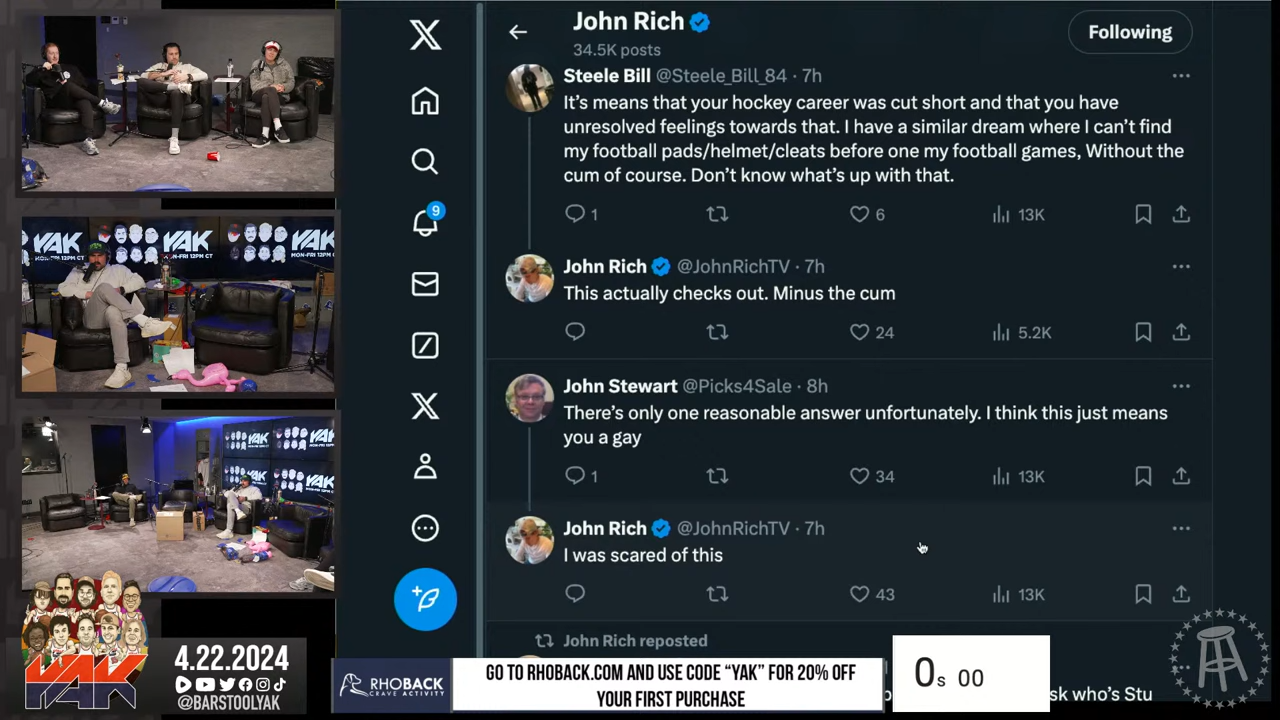 John Rich
34.5K posts
Following
Steele Bill @Steele_Bill_84 · 7h
It's means that your hockey career was cut short and that you have
unresolved feelings towards that. I have a similar dream where I can't find
my football pads/helmet/cleats before one my football games, Without the
cum of course. Don't know what's up with that.
1
6
13K
John Rich @JohnRichTV · 7h
This actually checks out. Minus the cum
24
5.2K
John Stewart @Picks4Sale · 8h
There's only one reasonable answer unfortunately. I think this just means
you a gay
1
34
13K
John Rich @JohnRichTV · 7h
I was scared of this
43
13K
John Rich reposted
sk who's Stu
9
YAK
YAK
MON-FRI 12PM CT
MON-FRI 12PM CT
YAK
YAK
YAK
4.22.2024
@BARSTOOLYAK
RHOBACK
CRAVE ACTIVITY
GO TO RHOBACK.COM AND USE CODE “YAK” FOR 20% OFF
YOUR FIRST PURCHASE
0s 00